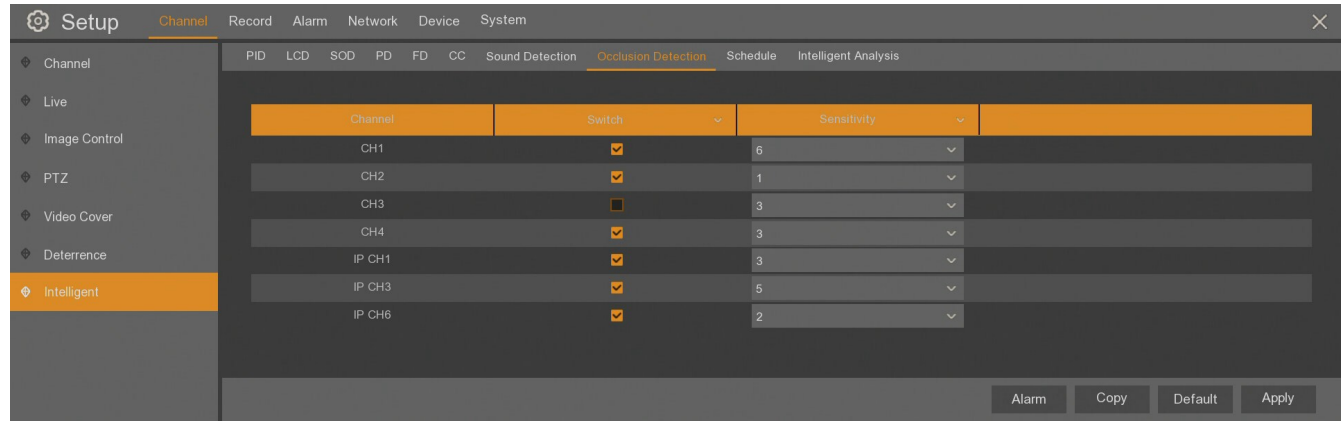 Setup Channel Record Alarm Network Device System
PID LCD SOD PD FD CC Sound Detection Occlusion Detection Schedule Intelligent Analysis
Channel
Live
Image Control
PTZ
Video Cover
Deterrence
Intelligent
Channel Switch Sensitivity
CH1 6
CH2 1
CH3 3
CH4 3
IP CH1 3
IP CH3 5
IP CH6 2
Alarm Copy Default Apply